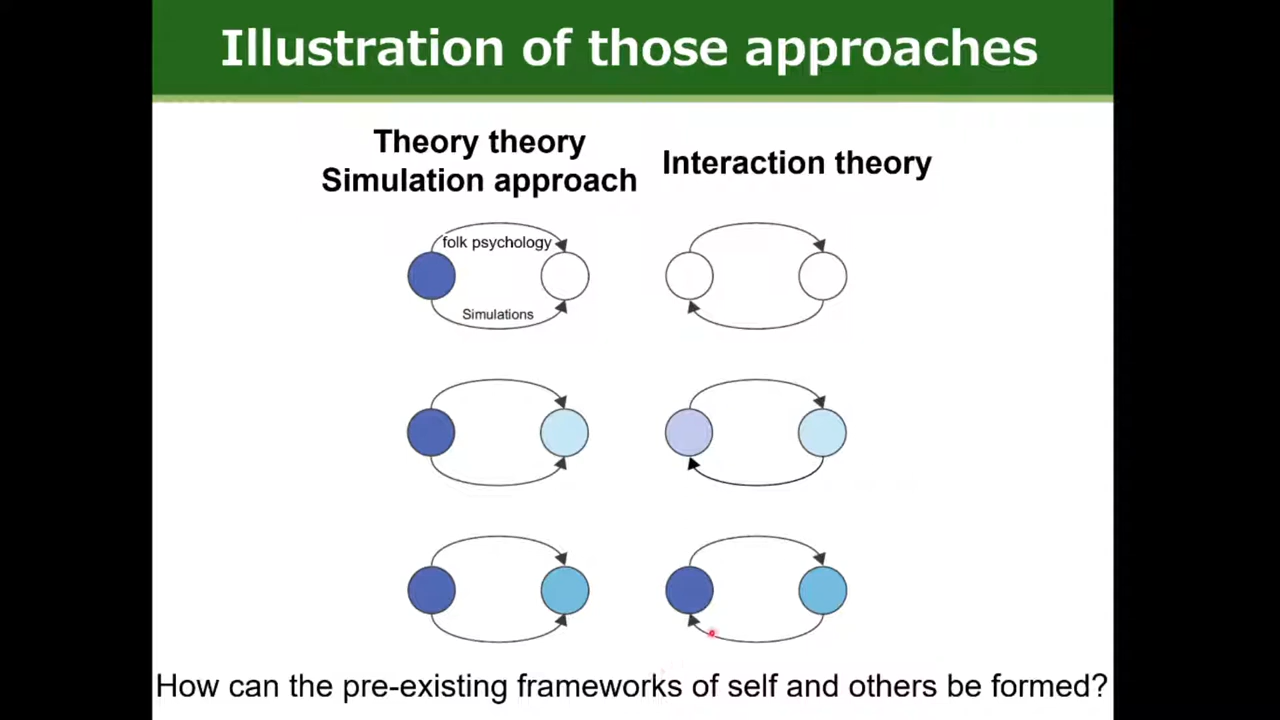 Illustration of those approaches
Theory theory
Simulation approach
Interaction theory
folk psychology
Simulations
How can the pre-existing frameworks of self and others be formed?